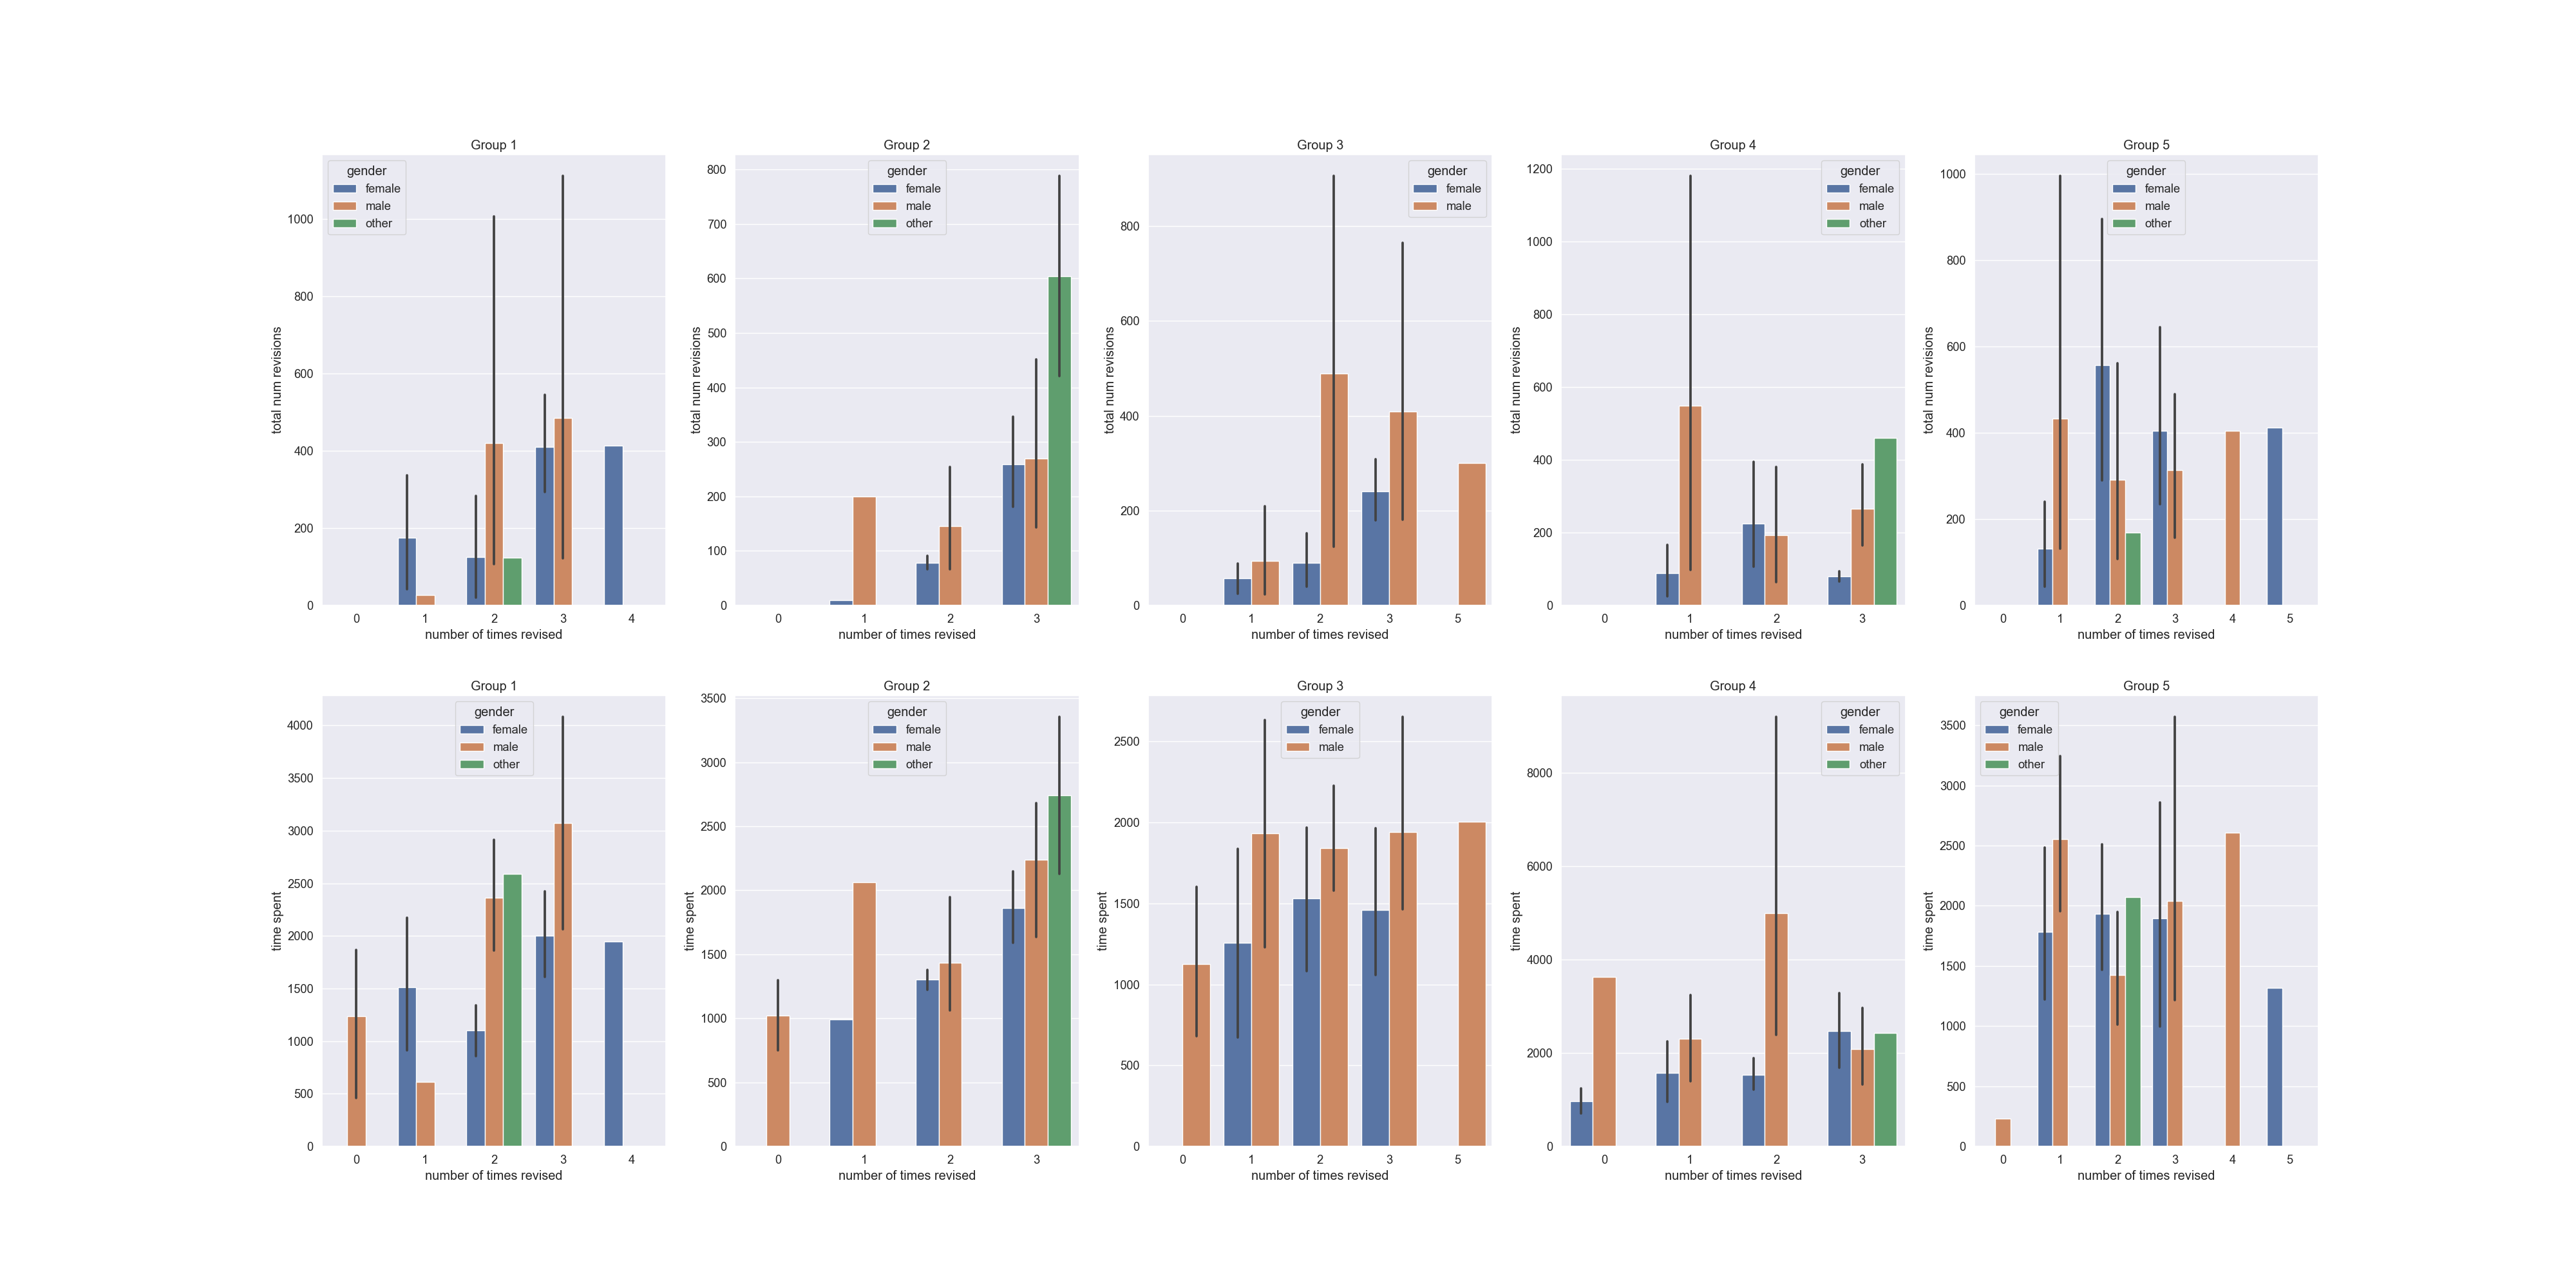 Group 1
gender
female
male
other
1000
800
600
400
200
0
total num revisions
0 1 2 3 4
number of times revised
Group 2
gender
female
male
other
800
700
600
500
400
300
200
100
0
total num revisions
0 1 2 3
number of times revised
Group 3
gender
female
male
800
600
400
200
0
total num revisions
0 1 2 3 5
number of times revised
Group 4
gender
female
male
other
1200
1000
800
600
400
200
0
total num revisions
0 1 2 3
number of times revised
Group 5
gender
female
male
other
1000
800
600
400
200
0
total num revisions
0 1 2 3 4 5
number of times revised
Group 1
gender
female
male
other
4000
3500
3000
2500
2000
1500
1000
500
0
time spent
0 1 2 3 4
number of times revised
Group 2
gender
female
male
other
3500
3000
2500
2000
1500
1000
500
0
time spent
0 1 2 3
number of times revised
Group 3
gender
female
male
2500
2000
1500
1000
500
0
time spent
0 1 2 3 5
number of times revised
Group 4
gender
female
male
other
8000
6000
4000
2000
0
time spent
0 1 2 3
number of times revised
Group 5
gender
female
male
other
3500
3000
2500
2000
1500
1000
500
0
time spent
0 1 2 3 4 5
number of times revised